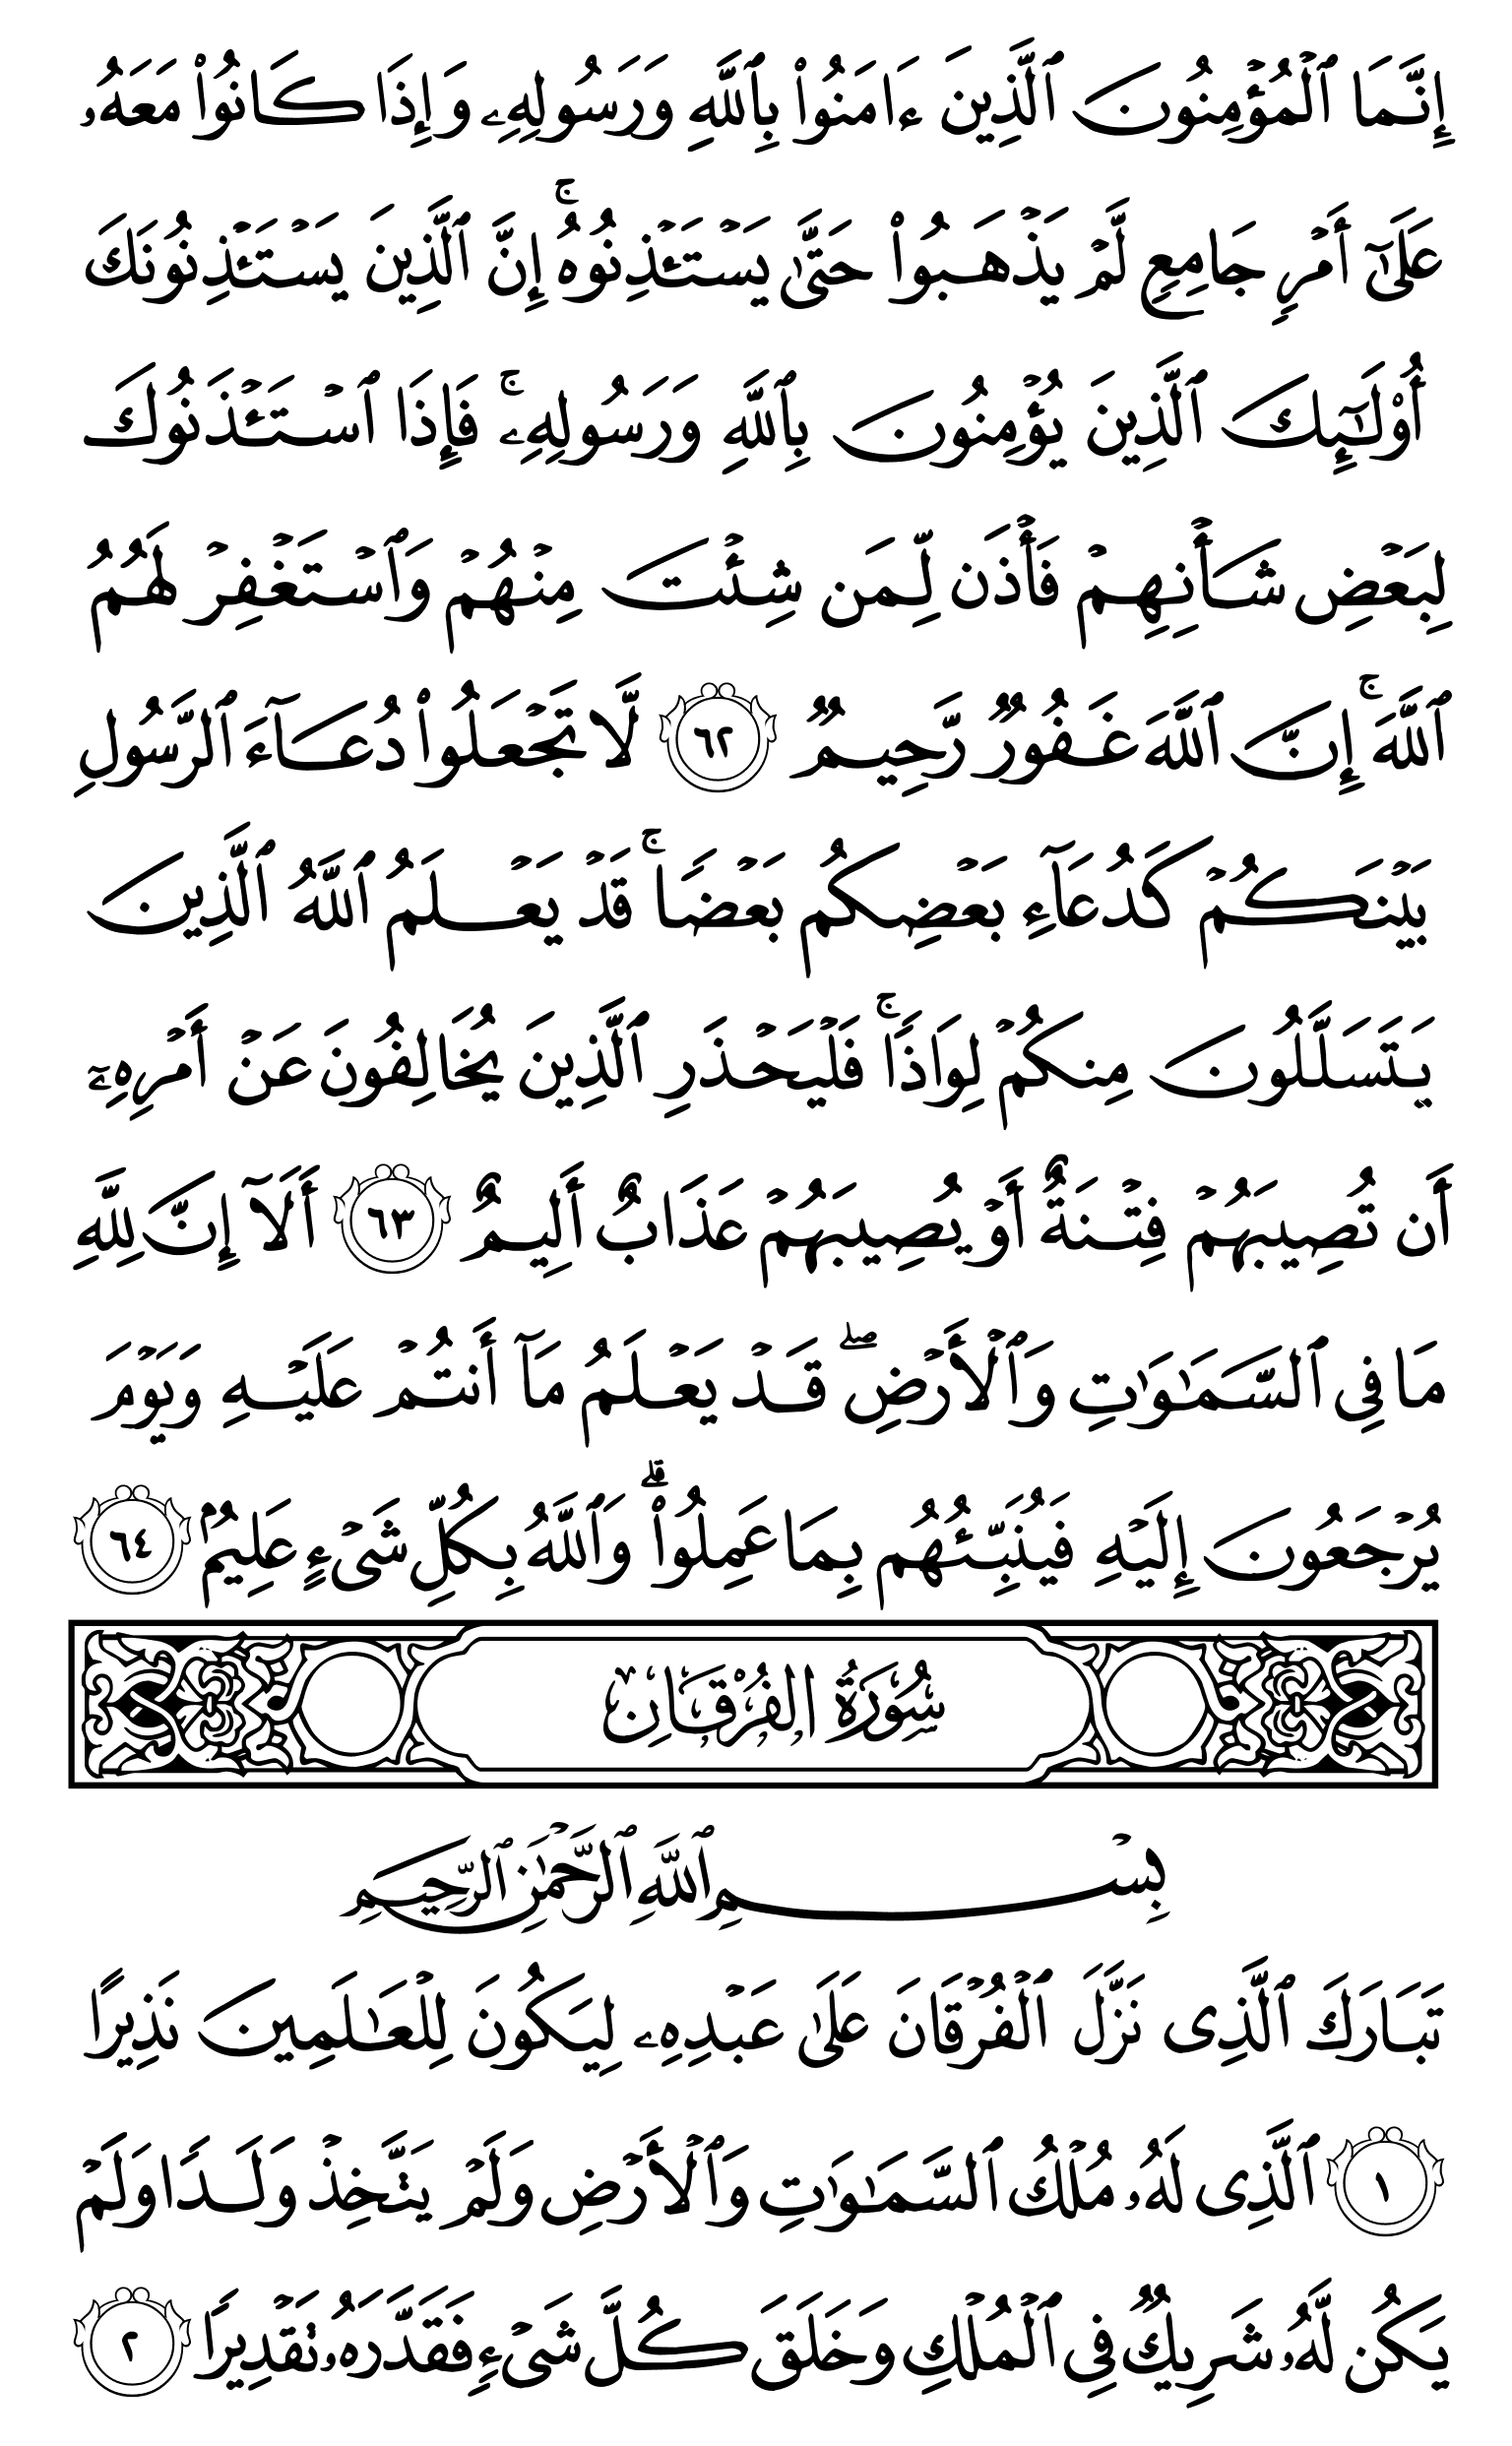 إِنَّمَا ٱلْمُؤْمِنُونَ ٱلَّذِينَ ءَامَنُوا۟ بِٱللَّهِ وَرَسُولِهِۦ وَإِذَا كَانُوا۟ مَعَهُۥ
عَلَىٰٓ أَمْرٍ جَامِعٍ لَّمْ يَذْهَبُوا۟ حَتَّىٰ يَسْتَـْٔذِنُوهُ ۚ إِنَّ ٱلَّذِينَ يَسْتَـْٔذِنُونَكَ
أُو۟لَـٰٓئِكَ ٱلَّذِينَ يُؤْمِنُونَ بِٱللَّهِ وَرَسُولِهِۦ ۚ فَإِذَا ٱسْتَـْٔذَنُوكَ
لِبَعْضِ شَأْنِهِمْ فَأْذَن لِّمَن شِئْتَ مِنْهُمْ وَٱسْتَغْفِرْ لَهُمُ
ٱللَّهَ ۚ إِنَّ ٱللَّهَ غَفُورٌ رَّحِيمٌ ٦٢ لَّا تَجْعَلُوا۟ دُعَآءَ ٱلرَّسُولِ
بَيْنَكُمْ كَدُعَآءِ بَعْضِكُم بَعْضًا ۚ قَدْ يَعْلَمُ ٱللَّهُ ٱلَّذِينَ
يَتَسَلَّلُونَ مِنكُمْ لِوَاذًا ۚ فَلْيَحْذَرِ ٱلَّذِينَ يُخَالِفُونَ عَنْ أَمْرِهِۦٓ
أَن تُصِيبَهُمْ فِتْنَةٌ أَوْ يُصِيبَهُمْ عَذَابٌ أَلِيمٌ ٦٣ أَلَآ إِنَّ لِلَّهِ
مَا فِى ٱلسَّمَـٰوَٰتِ وَٱلْأَرْضِ ۖ قَدْ يَعْلَمُ مَآ أَنتُمْ عَلَيْهِ وَيَوْمَ
يُرْجَعُونَ إِلَيْهِ فَيُنَبِّئُهُم بِمَا عَمِلُوا۟ ۗ وَٱللَّهُ بِكُلِّ شَىْءٍ عَلِيمٌۢ ٦٤
سُورَةُ الفُرْقَانِ
بِسْمِ ٱللَّهِ ٱلرَّحْمَـٰنِ ٱلرَّحِيمِ
تَبَارَكَ ٱلَّذِى نَزَّلَ ٱلْفُرْقَانَ عَلَىٰ عَبْدِهِۦ لِيَكُونَ لِلْعَـٰلَمِينَ نَذِيرًا
١ ٱلَّذِى لَهُۥ مُلْكُ ٱلسَّمَـٰوَٰتِ وَٱلْأَرْضِ وَلَمْ يَتَّخِذْ وَلَدًا وَلَمْ
يَكُن لَّهُۥ شَرِيكٌ فِى ٱلْمُلْكِ وَخَلَقَ كُلَّ شَىْءٍ فَقَدَّرَهُۥ تَقْدِيرًا ٢